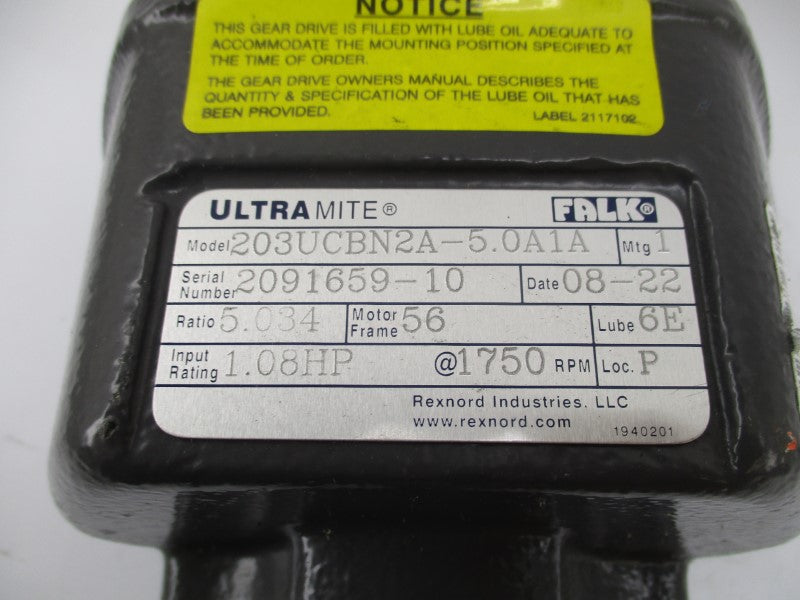 NOTICE
THIS GEAR DRIVE IS FILLED WITH LUBE OIL ADEQUATE TO
ACCOMMODATE THE MOUNTING POSITION SPECIFIED AT
THE TIME OF ORDER.
THE GEAR DRIVE OWNERS MANUAL DESCRIBES THE
QUANTITY & SPECIFICATION OF THE LUBE OIL THAT HAS
BEEN PROVIDED. LABEL 2117102
ULTRAMITE® FALK®
Model 203UCBN2A-5.0A1A Mtg 1
Serial Number 2091659-10 Date 08-22
Ratio 5.034 Motor Frame 56 Lube 6E
Input Rating 1.08HP @1750 RPM Loc. P
Rexnord Industries, LLC
www.rexnord.com 1940201